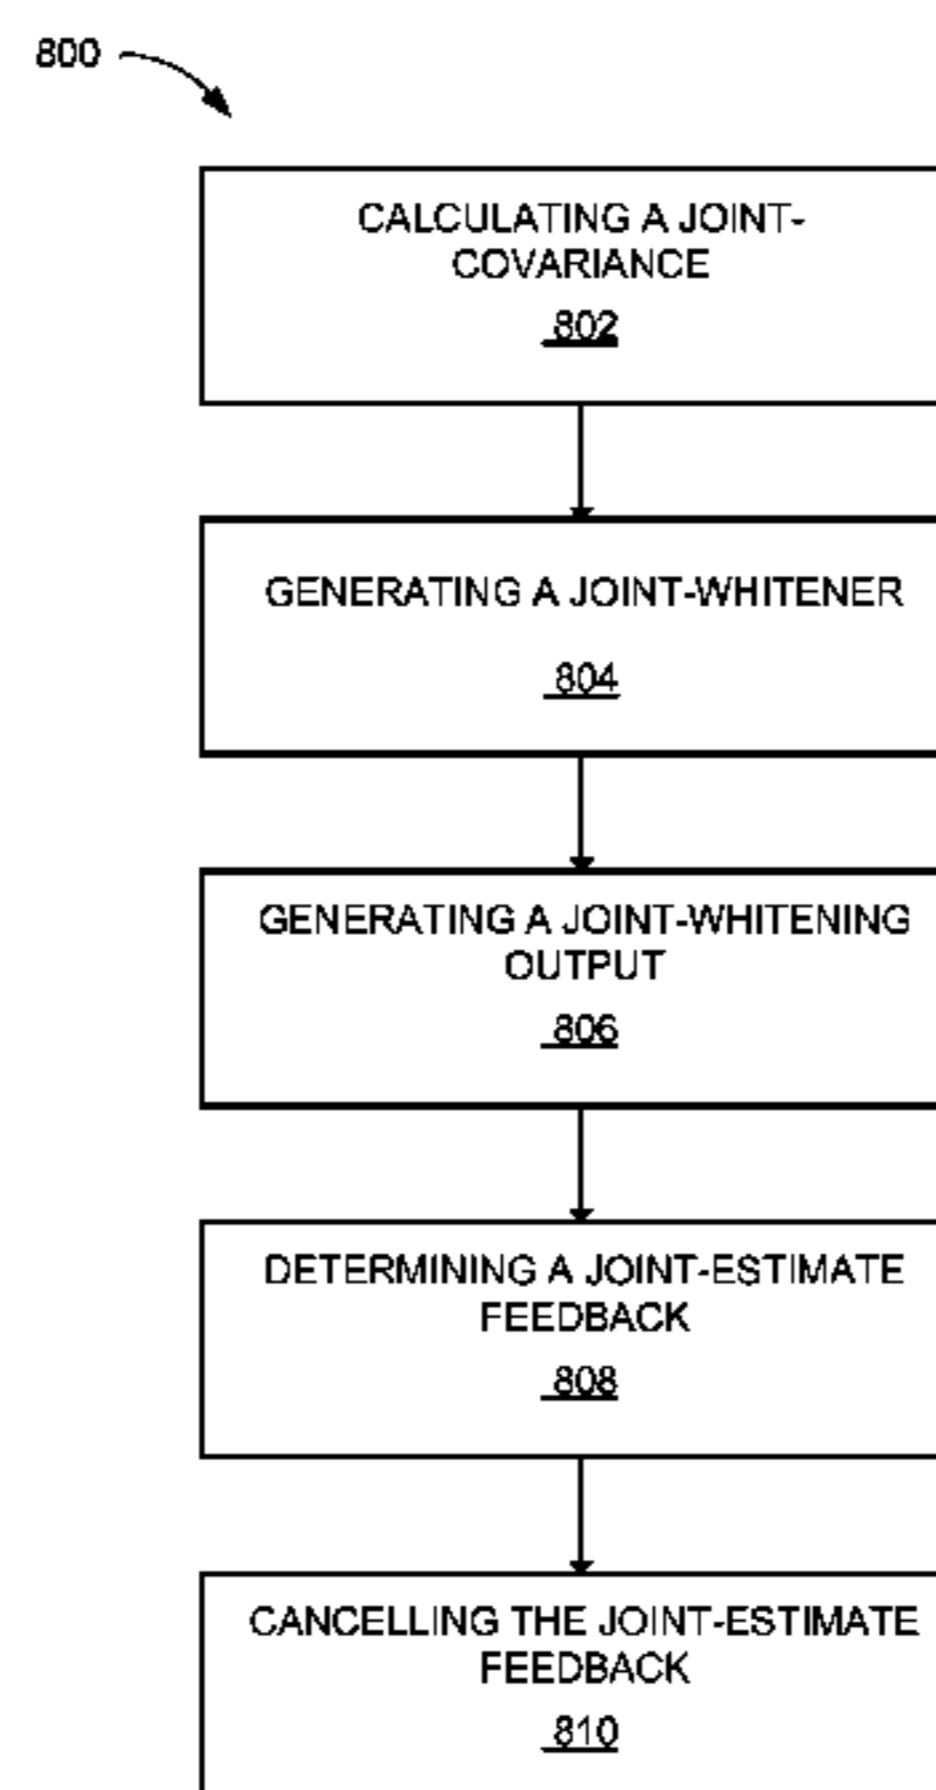 800
CALCULATING A JOINT-
COVARIANCE
802
GENERATING A JOINT-WHITENER
804
GENERATING A JOINT-WHITENING
OUTPUT
806
DETERMINING A JOINT-ESTIMATE
FEEDBACK
808
CANCELLING THE JOINT-ESTIMATE
FEEDBACK
810